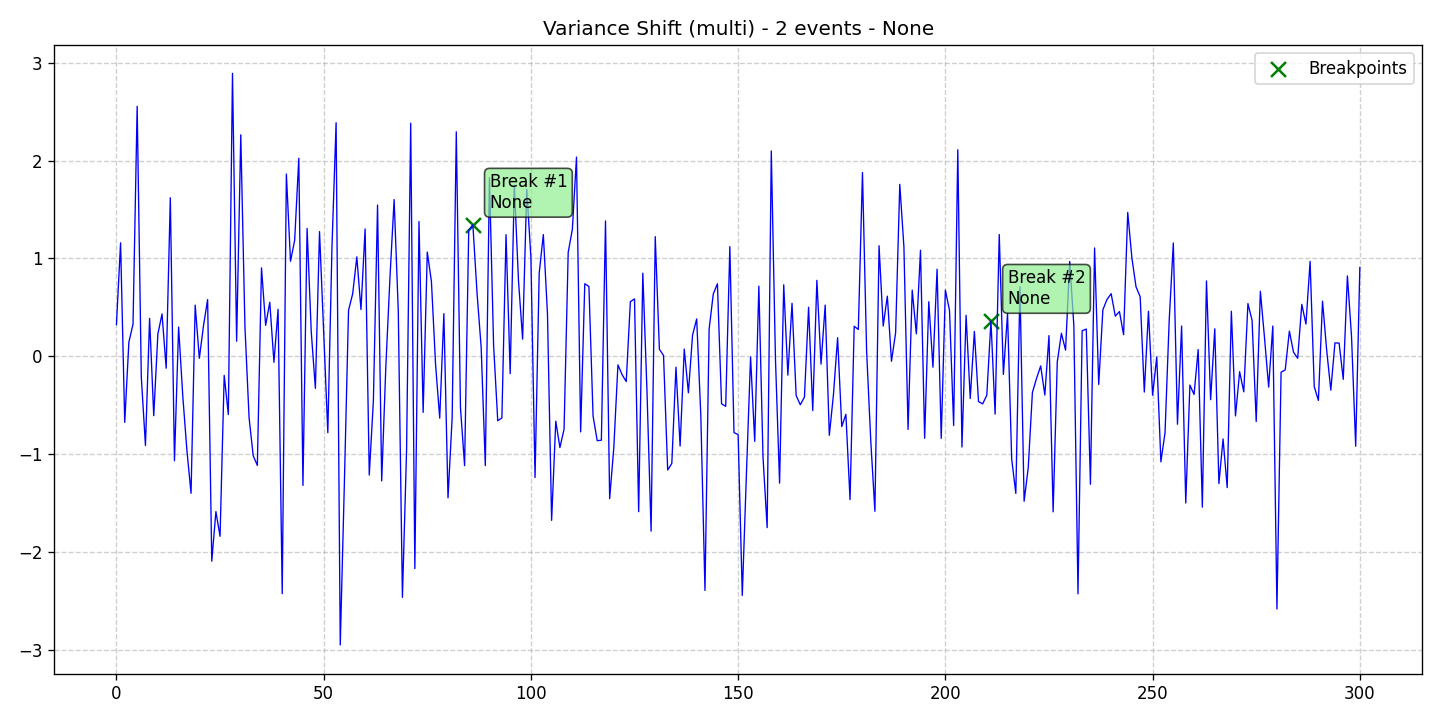 Variance Shift (multi) - 2 events - None
3
2
1
0
−1
−2
−3
Breakpoints
Break #1
None
Break #2
None
0
50
100
150
200
250
300